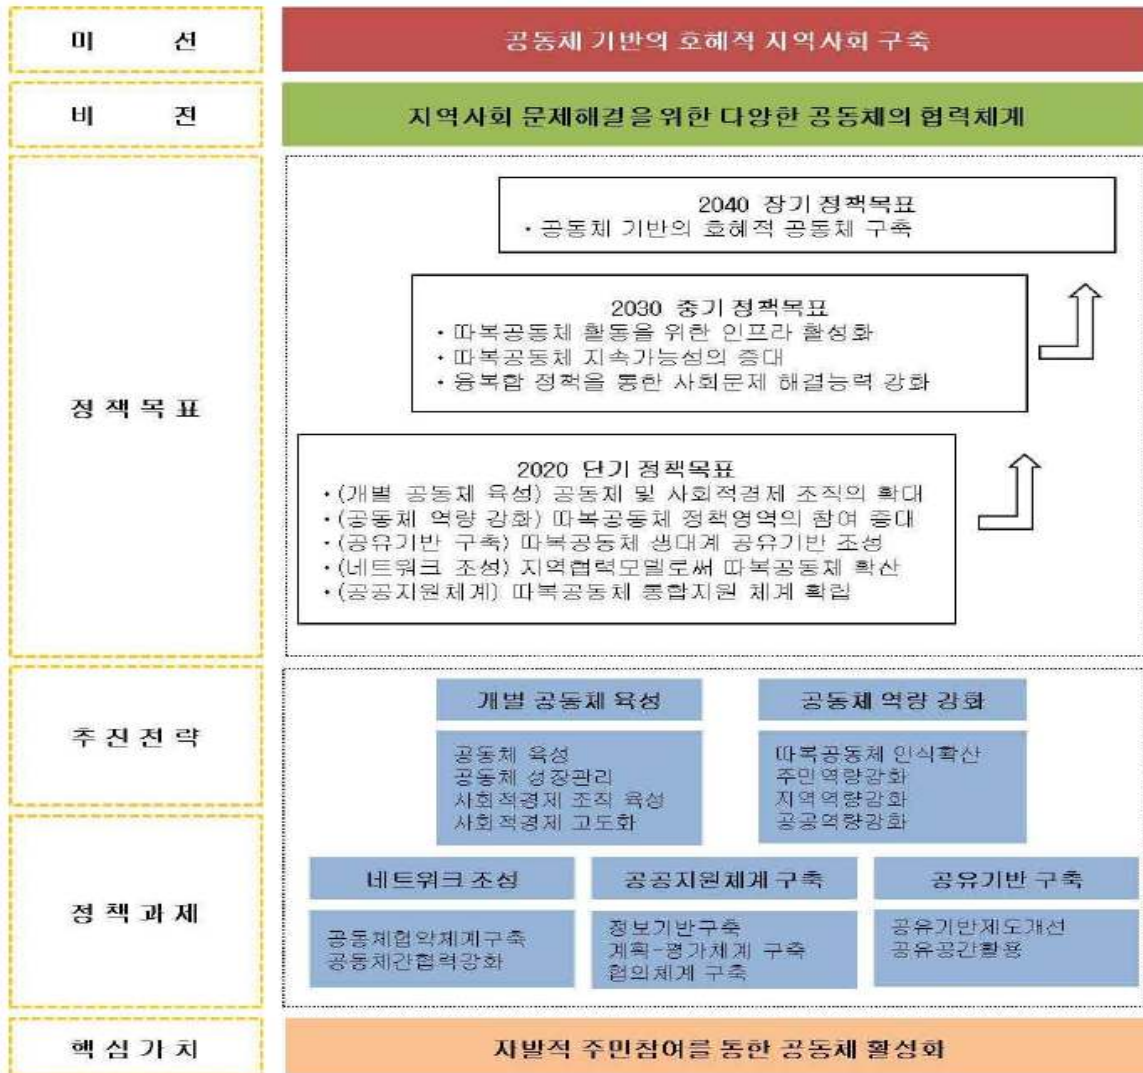 미 션
공동체 기반의 호혜적 지역사회 구축
비 전
지역사회 문제해결을 위한 다양한 공동체의 협력체계
정 책 목 표
2040 장기 정책목표
· 공동체 기반의 호혜적 공동체 구축
2030 중기 정책목표
· 따복공동체 활동을 위한 인프라 활성화
· 따복공동체 지속가능성의 증대
· 융복합 정책을 통한 사회문제 해결능력 강화
2020 단기 정책목표
· (개별 공동체 육성) 공동체 및 사회적경제 조직의 확대
· (공동체 역량 강화) 따복공동체 정책영역의 참여 증대
· (공유기반 구축) 따복공동체 생태계 공유기반 조성
· (네트워크 조성) 지역협력모델로써 따복공동체 확산
· (공공지원체계) 따복공동체 통합지원 체계 확립
추 진 전 략
개별 공동체 육성
공동체 육성
공동체 성장관리
사회적경제 조직 육성
사회적경제 고도화
공동체 역량 강화
따복공동체 인식확산
주민역량강화
지역역량강화
공공역량강화
정 책 과 제
네트워크 조성
공동체협약체계구축
공동체간협력강화
공공지원체계 구축
정보기반구축
계획-평가체계 구축
협의체계 구축
공유기반 구축
공유기반제도개선
공유공간활용
핵 심 가 치
자발적 주민참여를 통한 공동체 활성화